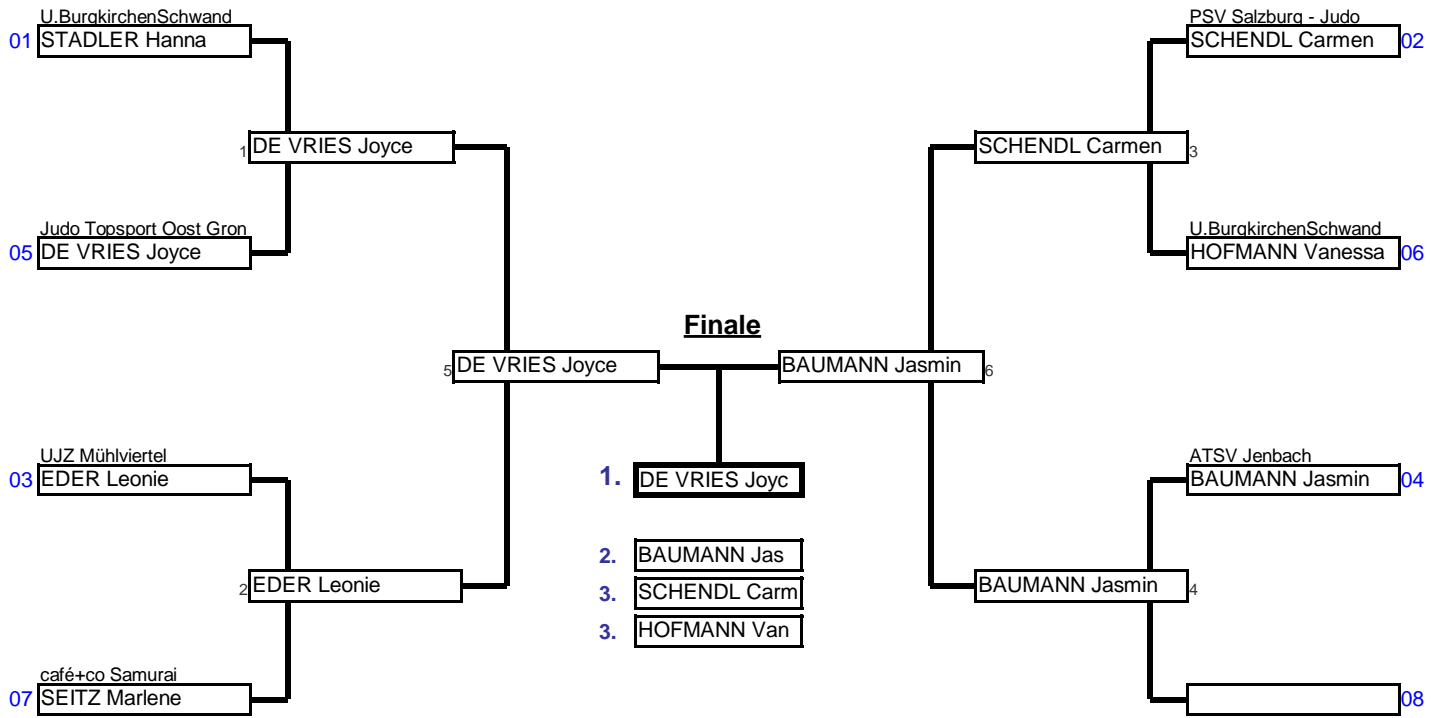 U.BurgkirchenSchwand
01 STADLER Hanna
PSV Salzburg - Judo
SCHENDL Carmen 02
1 DE VRIES Joyce
SCHENDL Carmen 3
Judo Topsport Oost Gron
05 DE VRIES Joyce
U.BurgkirchenSchwand
HOFMANN Vanessa 06
Finale
5 DE VRIES Joyce
BAUMANN Jasmin 6
UJZ Mühlviertel
03 EDER Leonie
1. DE VRIES Joyc
ATSV Jenbach
BAUMANN Jasmin 04
2. BAUMANN Jas
2 EDER Leonie
3. SCHENDL Carm
BAUMANN Jasmin 4
3. HOFMANN Van
café+co Samurai
07 SEITZ Marlene
08